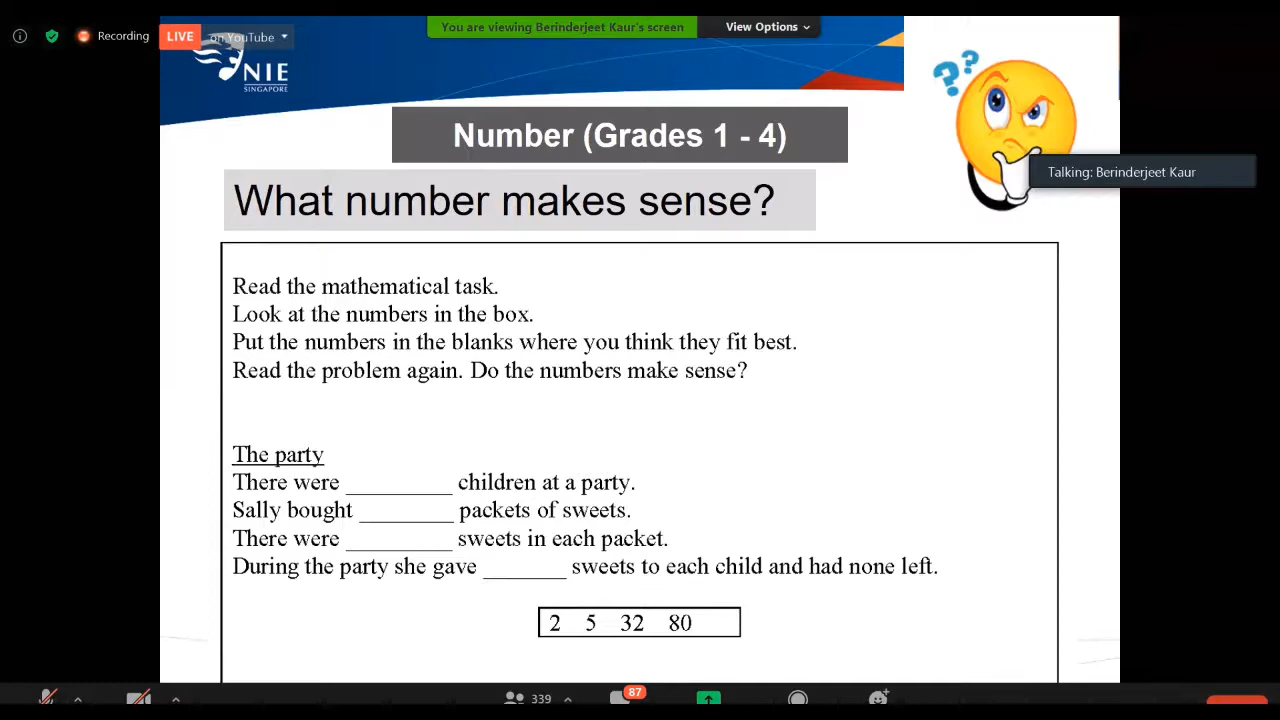 Recording
LIVE
on YouTube
You are viewing Berinderjeet Kaur's screen
View Options
NIE
SINGAPORE
??
Number (Grades 1 - 4)
Talking: Berinderjeet Kaur
What number makes sense?
Read the mathematical task.
Look at the numbers in the box.
Put the numbers in the blanks where you think they fit best.
Read the problem again. Do the numbers make sense?
The party
There were _________ children at a party.
Sally bought ________ packets of sweets.
There were _________ sweets in each packet.
During the party she gave _______ sweets to each child and had none left.
2 5 32 80
339
87